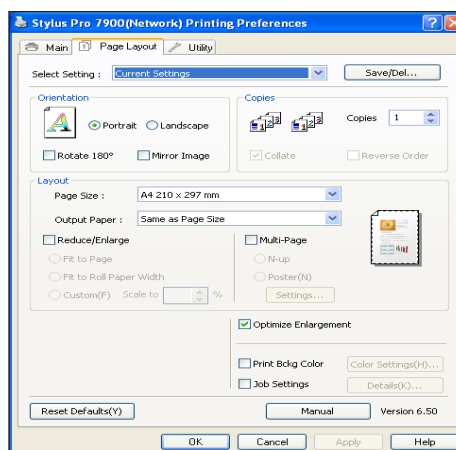 Stylus Pro 7900(Network) Printing Preferences
Main Page Layout Utility
Select Setting : Current Settings Save/Del...
Orientation
Portrait Landscape
Rotate 180° Mirror Image
Copies
Copies 1
Collate Reverse Order
Layout
Page Size : A4 210 x 297 mm
Output Paper : Same as Page Size
Reduce/Enlarge
Fit to Page
Fit to Roll Paper Width
Custom(F) Scale to %
Multi-Page
N-up
Poster(N)
Settings...
Optimize Enlargement
Print Bckg Color Color Settings(H)...
Job Settings Details(K)...
Reset Defaults(Y) Manual Version 6.50
OK Cancel Apply Help